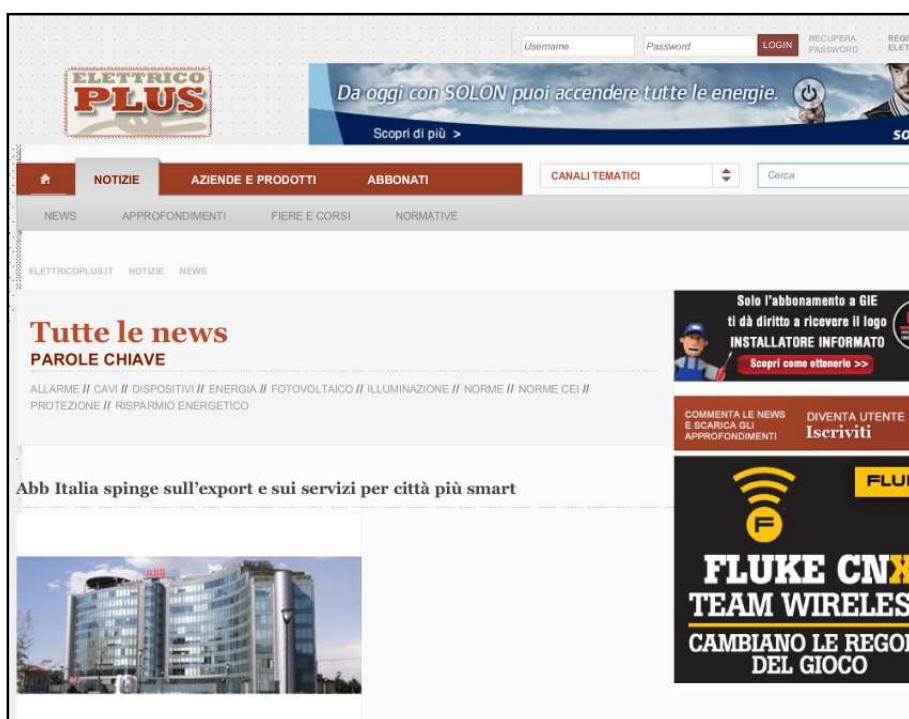 Username
Password
LOGIN
RECUPERA
PASSWORD
ELETTRICO
PLUS
Da oggi con SOLON puoi accendere tutte le energie.
Scopri di più >
NOTIZIE
AZIENDE E PRODOTTI
ABBONATI
CANALI TEMATICI
Cerca
NEWS
APPROFONDIMENTI
FIERE E CORSI
NORMATIVE
ELETTRICOPLUS.IT NOTIZIE NEWS
Solo l'abbonamento a GIE
ti dà diritto a ricevere il logo
INSTALLATORE INFORMATO
Scopri come ottenerlo >>
Tutte le news
PAROLE CHIAVE
ALLARME // CAVI // DISPOSITIVI // ENERGIA // FOTOVOLTAICO // ILLUMINAZIONE // NORME // NORME CEI //
PROTEZIONE // RISPARMIO ENERGETICO
COMMENTA LE NEWS
E SCARICA GLI
APPROFONDIMENTI
DIVENTA UTENTE
Iscriviti
Abb Italia spinge sull'export e sui servizi per città più smart
ABB
F
FLUKE CNX
TEAM WIRELES
CAMBIANO LE REGO
DEL GIOCO